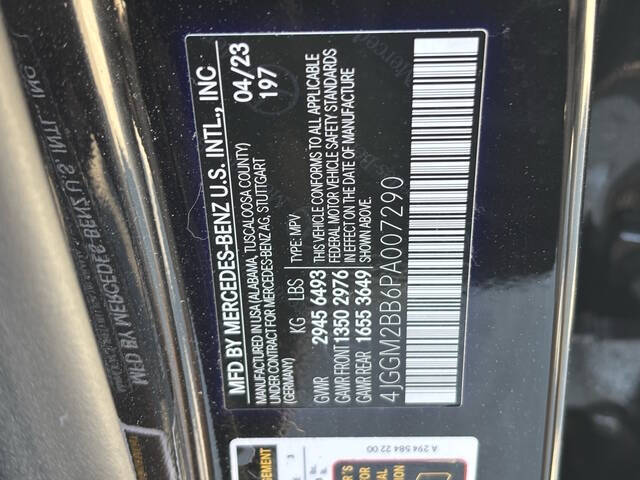 MFD BY MERCEDES-BENZ U.S. INTL., INC
MANUFACTURED IN USA (ALABAMA, TUSCALOOSA COUNTY)
UNDER CONTRACT FOR MERCEDES-BENZ AG, STUTTGART
(GERMANY)
04/23
197
KG LBS TYPE: MPV
GVWR 2945 6493
GAWR FRONT 1350 2976
GAWR REAR 1655 3649
THIS VEHICLE CONFORMS TO ALL APPLICABLE
FEDERAL MOTOR VEHICLE SAFETY STANDARDS
IN EFFECT ON THE DATE OF MANUFACTURE
SHOWN ABOVE.
4JGGM2BB6PA007290
A 294 584 22 00